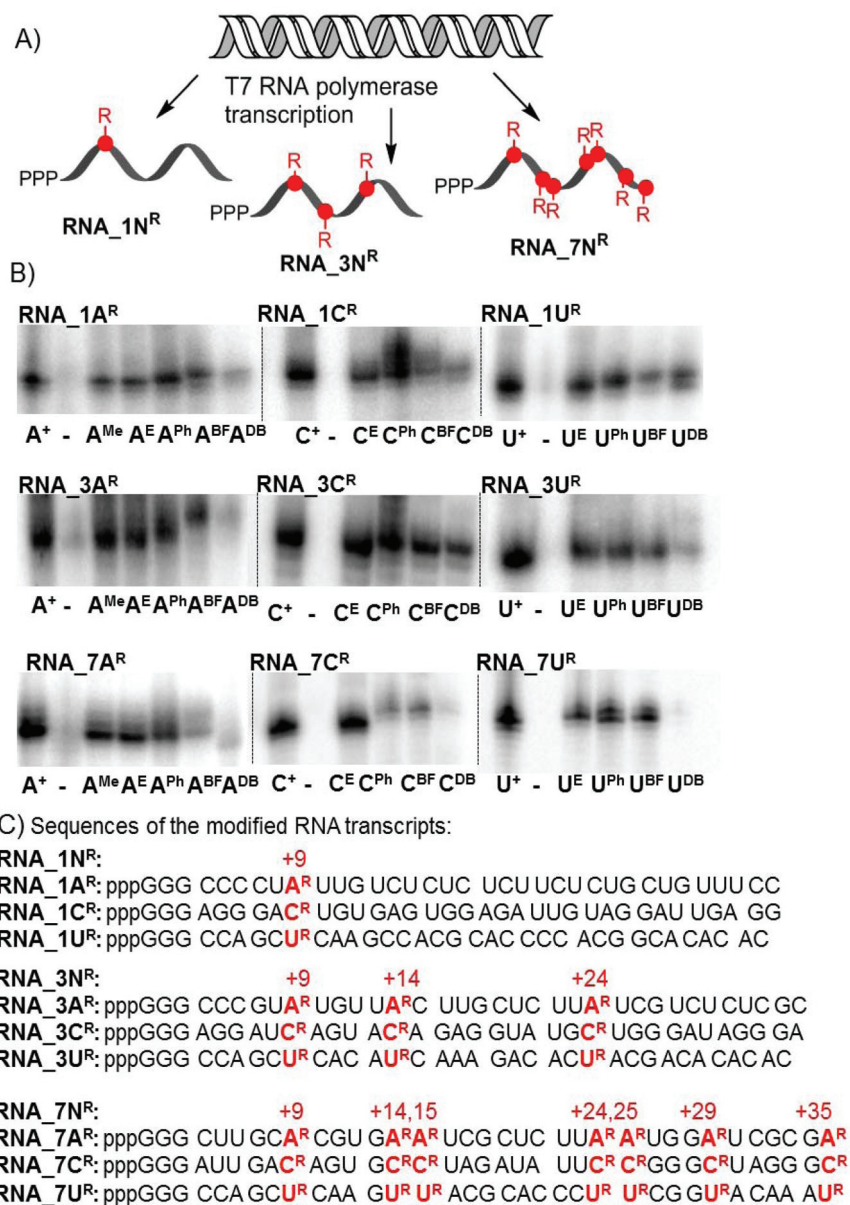 A)
T7 RNA polymerase
transcription
R
PPP
RNA_1Nᴿ
R
R
R
PPP
RNA_3Nᴿ
R
R R
R R
R
R
PPP
RNA_7Nᴿ
B)
RNA_1Aᴿ RNA_1Cᴿ RNA_1Uᴿ
A⁺ - Aᴹᵉ Aᴱ Aᴾʰ Aᴮᶠ Aᴰᴮ C⁺ - Cᴱ Cᴾʰ Cᴮᶠ Cᴰᴮ U⁺ - Uᴱ Uᴾʰ Uᴮᶠ Uᴰᴮ
RNA_3Aᴿ RNA_3Cᴿ RNA_3Uᴿ
A⁺ - Aᴹᵉ Aᴱ Aᴾʰ Aᴮᶠ Aᴰᴮ C⁺ - Cᴱ Cᴾʰ Cᴮᶠ Cᴰᴮ U⁺ - Uᴱ Uᴾʰ Uᴮᶠ Uᴰᴮ
RNA_7Aᴿ RNA_7Cᴿ RNA_7Uᴿ
A⁺ - Aᴹᵉ Aᴱ Aᴾʰ Aᴮᶠ Aᴰᴮ C⁺ - Cᴱ Cᴾʰ Cᴮᶠ Cᴰᴮ U⁺ - Uᴱ Uᴾʰ Uᴮᶠ Uᴰᴮ
C) Sequences of the modified RNA transcripts:
RNA_1Nᴿ: +9
RNA_1Aᴿ: pppGGG CCCCUAᴿ UUG UCU CUC UCU UCU CUG CUG UUU CC
RNA_1Cᴿ: pppGGG AGG GACᴿ UGU GAG UGG AGA UUG UAG GAU UGA GG
RNA_1Uᴿ: pppGGG CCA GCUᴿ CAA GCC ACG CAC CCC ACG GCA CAC AC
RNA_3Nᴿ: +9 +14 +24
RNA_3Aᴿ: pppGGG CCCGUAᴿ UGU UAᴿC UUGCUC UUAᴿ UCG UCU CUC GC
RNA_3Cᴿ: pppGGG AGG AUCᴿ AGU ACᴿA GAG GUA UGCᴿ UGG GAU AGG GA
RNA_3Uᴿ: pppGGG CCA GCUᴿ CAC AUᴿC AAA GAC ACUᴿ ACG ACA CAC AC
RNA_7Nᴿ: +9 +14,15 +24,25 +29 +35
RNA_7Aᴿ: pppGGG CUU GCAᴿ CGU GAᴿAᴿ UCG CUC UUAᴿ AᴿUG GAᴿU CGC GAᴿ
RNA_7Cᴿ: pppGGG AUU GACᴿ AGU GCᴿCᴿ UAG AUA UUCᴿ CᴿGG GCᴿU AGG GCᴿ
RNA_7Uᴿ: pppGGG CCA GCUᴿ CAA GUᴿ Uᴿ ACG CAC CCUᴿ UᴿCG GUᴿA CAA AUᴿ